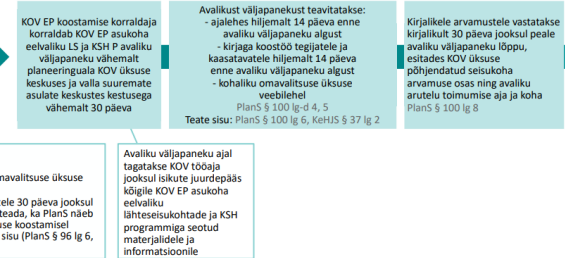 KOV EP koostamise korraldaja
korraldab KOV EP asukoha
eelvaliku LS ja KSH P avaliku
väljapaneku vähemalt
planeeringuala KOV üksuse
keskuses ja valla suuremate
asulate keskustes kestusega
vähemalt 30 päeva
Avalikust väljapanekust teavitatakse:
- ajalehes hiljemalt 14 päeva enne
avaliku väljapaneku algust
- kirjaga koostöö tegijatele ja
kaasatavatele hiljemalt 14 päeva
enne avaliku väljapaneku algust
- kohaliku omavalitsuse üksuse
veebilehel
PlanS § 100 lg-d 4, 5
Teate sisu: PlanS § 100 lg 6, KeHJS § 37 lg 2
Kirjalikele arvamustele vastatakse
kirjalikult 30 päeva jooksul peale
avaliku väljapaneku lõppu,
esitades KOV üksuse
põhjendatud seisukoha
arvamuse osas ning avaliku
arutelu toimumise aja ja koha
PlanS § 100 lg 8
mavalitsuse üksuse
tele 30 päeva jooksul
teada, ka PlanS näeb
use koostamisel
sisu (PlanS § 96 lg 6,
Avaliku väljapaneku ajal
tagatakse KOV tööaja
jooksul isikute juurdepääs
kõigile KOV EP asukoha
eelvaliku
lähteseisukohtade ja KSH
programmiga seotud
materjalidele ja
informatsioonile